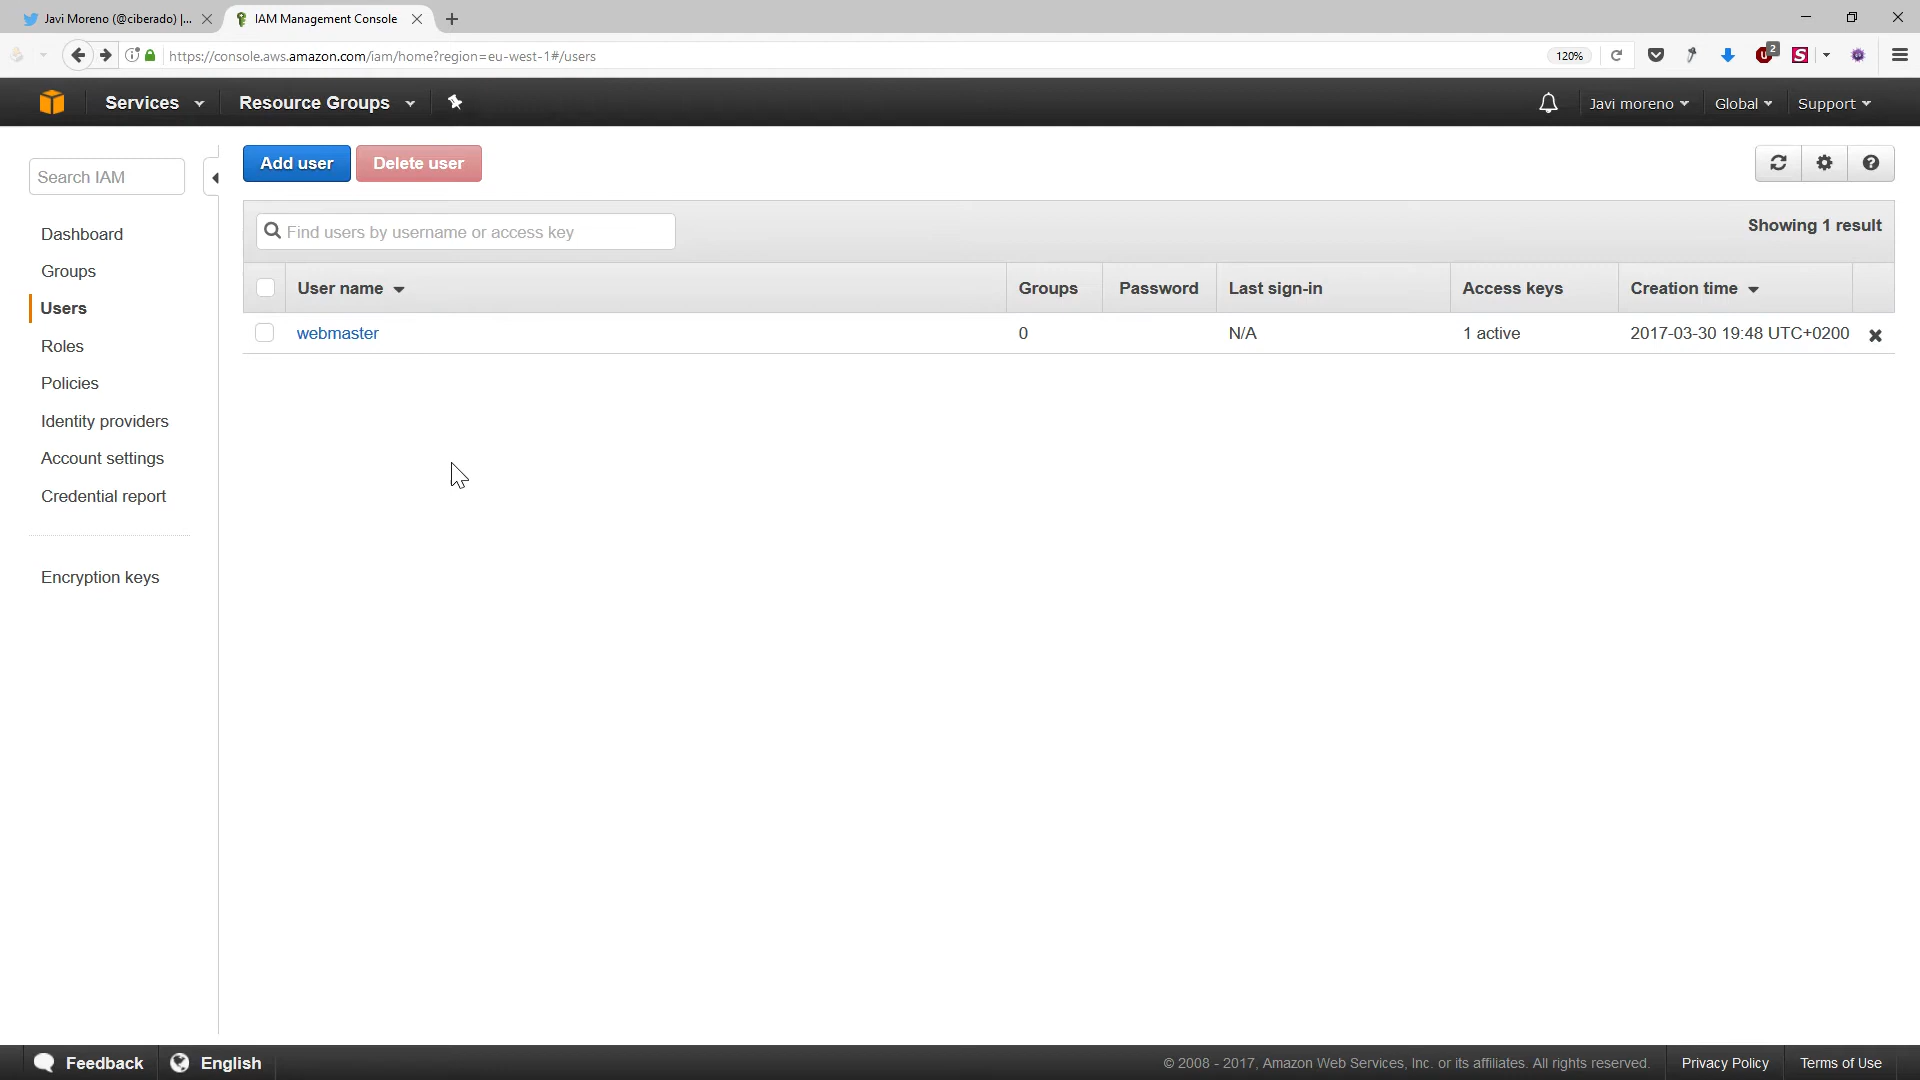 Javi Moreno (@ciberado) |...
IAM Management Console
https://console.aws.amazon.com/iam/home?region=eu-west-1#/users
120%
2
S
Services
Resource Groups
Javi moreno
Global
Support
Search IAM
Add user
Delete user
Dashboard
Groups
Users
Roles
Policies
Identity providers
Account settings
Credential report
Encryption keys
Find users by username or access key
Showing 1 result
User name
Groups
Password
Last sign-in
Access keys
Creation time
webmaster
0
N/A
1 active
2017-03-30 19:48 UTC+0200
Feedback
English
© 2008 - 2017, Amazon Web Services, Inc. or its affiliates. All rights reserved.
Privacy Policy
Terms of Use